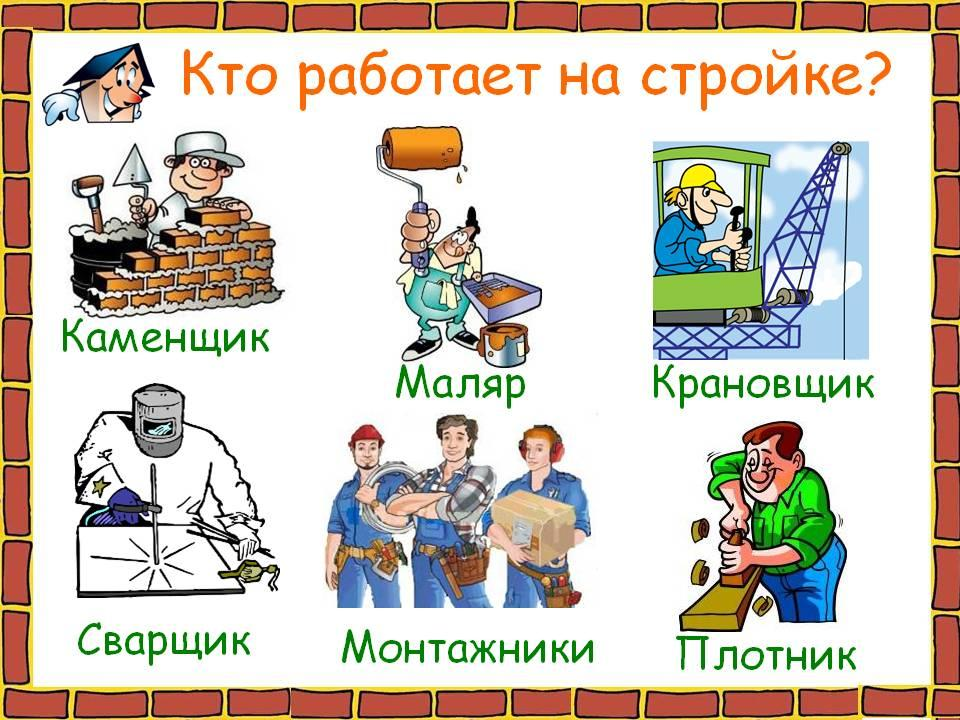 Кто работает на стройке?
Каменщик
Маляр
Крановщик
Сварщик
Монтажники
Плотник